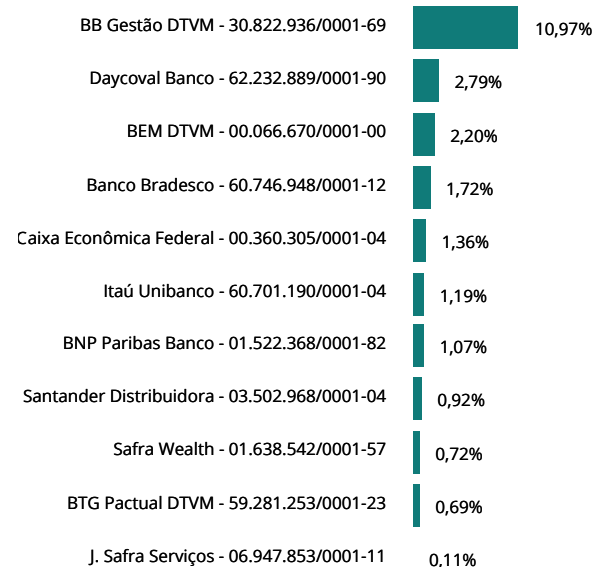 BB Gestão DTVM - 30.822.936/0001-69 10,97%
Daycoval Banco - 62.232.889/0001-90 2,79%
BEM DTVM - 00.066.670/0001-00 2,20%
Banco Bradesco - 60.746.948/0001-12 1,72%
Caixa Econômica Federal - 00.360.305/0001-04 1,36%
Itaú Unibanco - 60.701.190/0001-04 1,19%
BNP Paribas Banco - 01.522.368/0001-82 1,07%
Santander Distribuidora - 03.502.968/0001-04 0,92%
Safra Wealth - 01.638.542/0001-57 0,72%
BTG Pactual DTVM - 59.281.253/0001-23 0,69%
J. Safra Serviços - 06.947.853/0001-11 0,11%